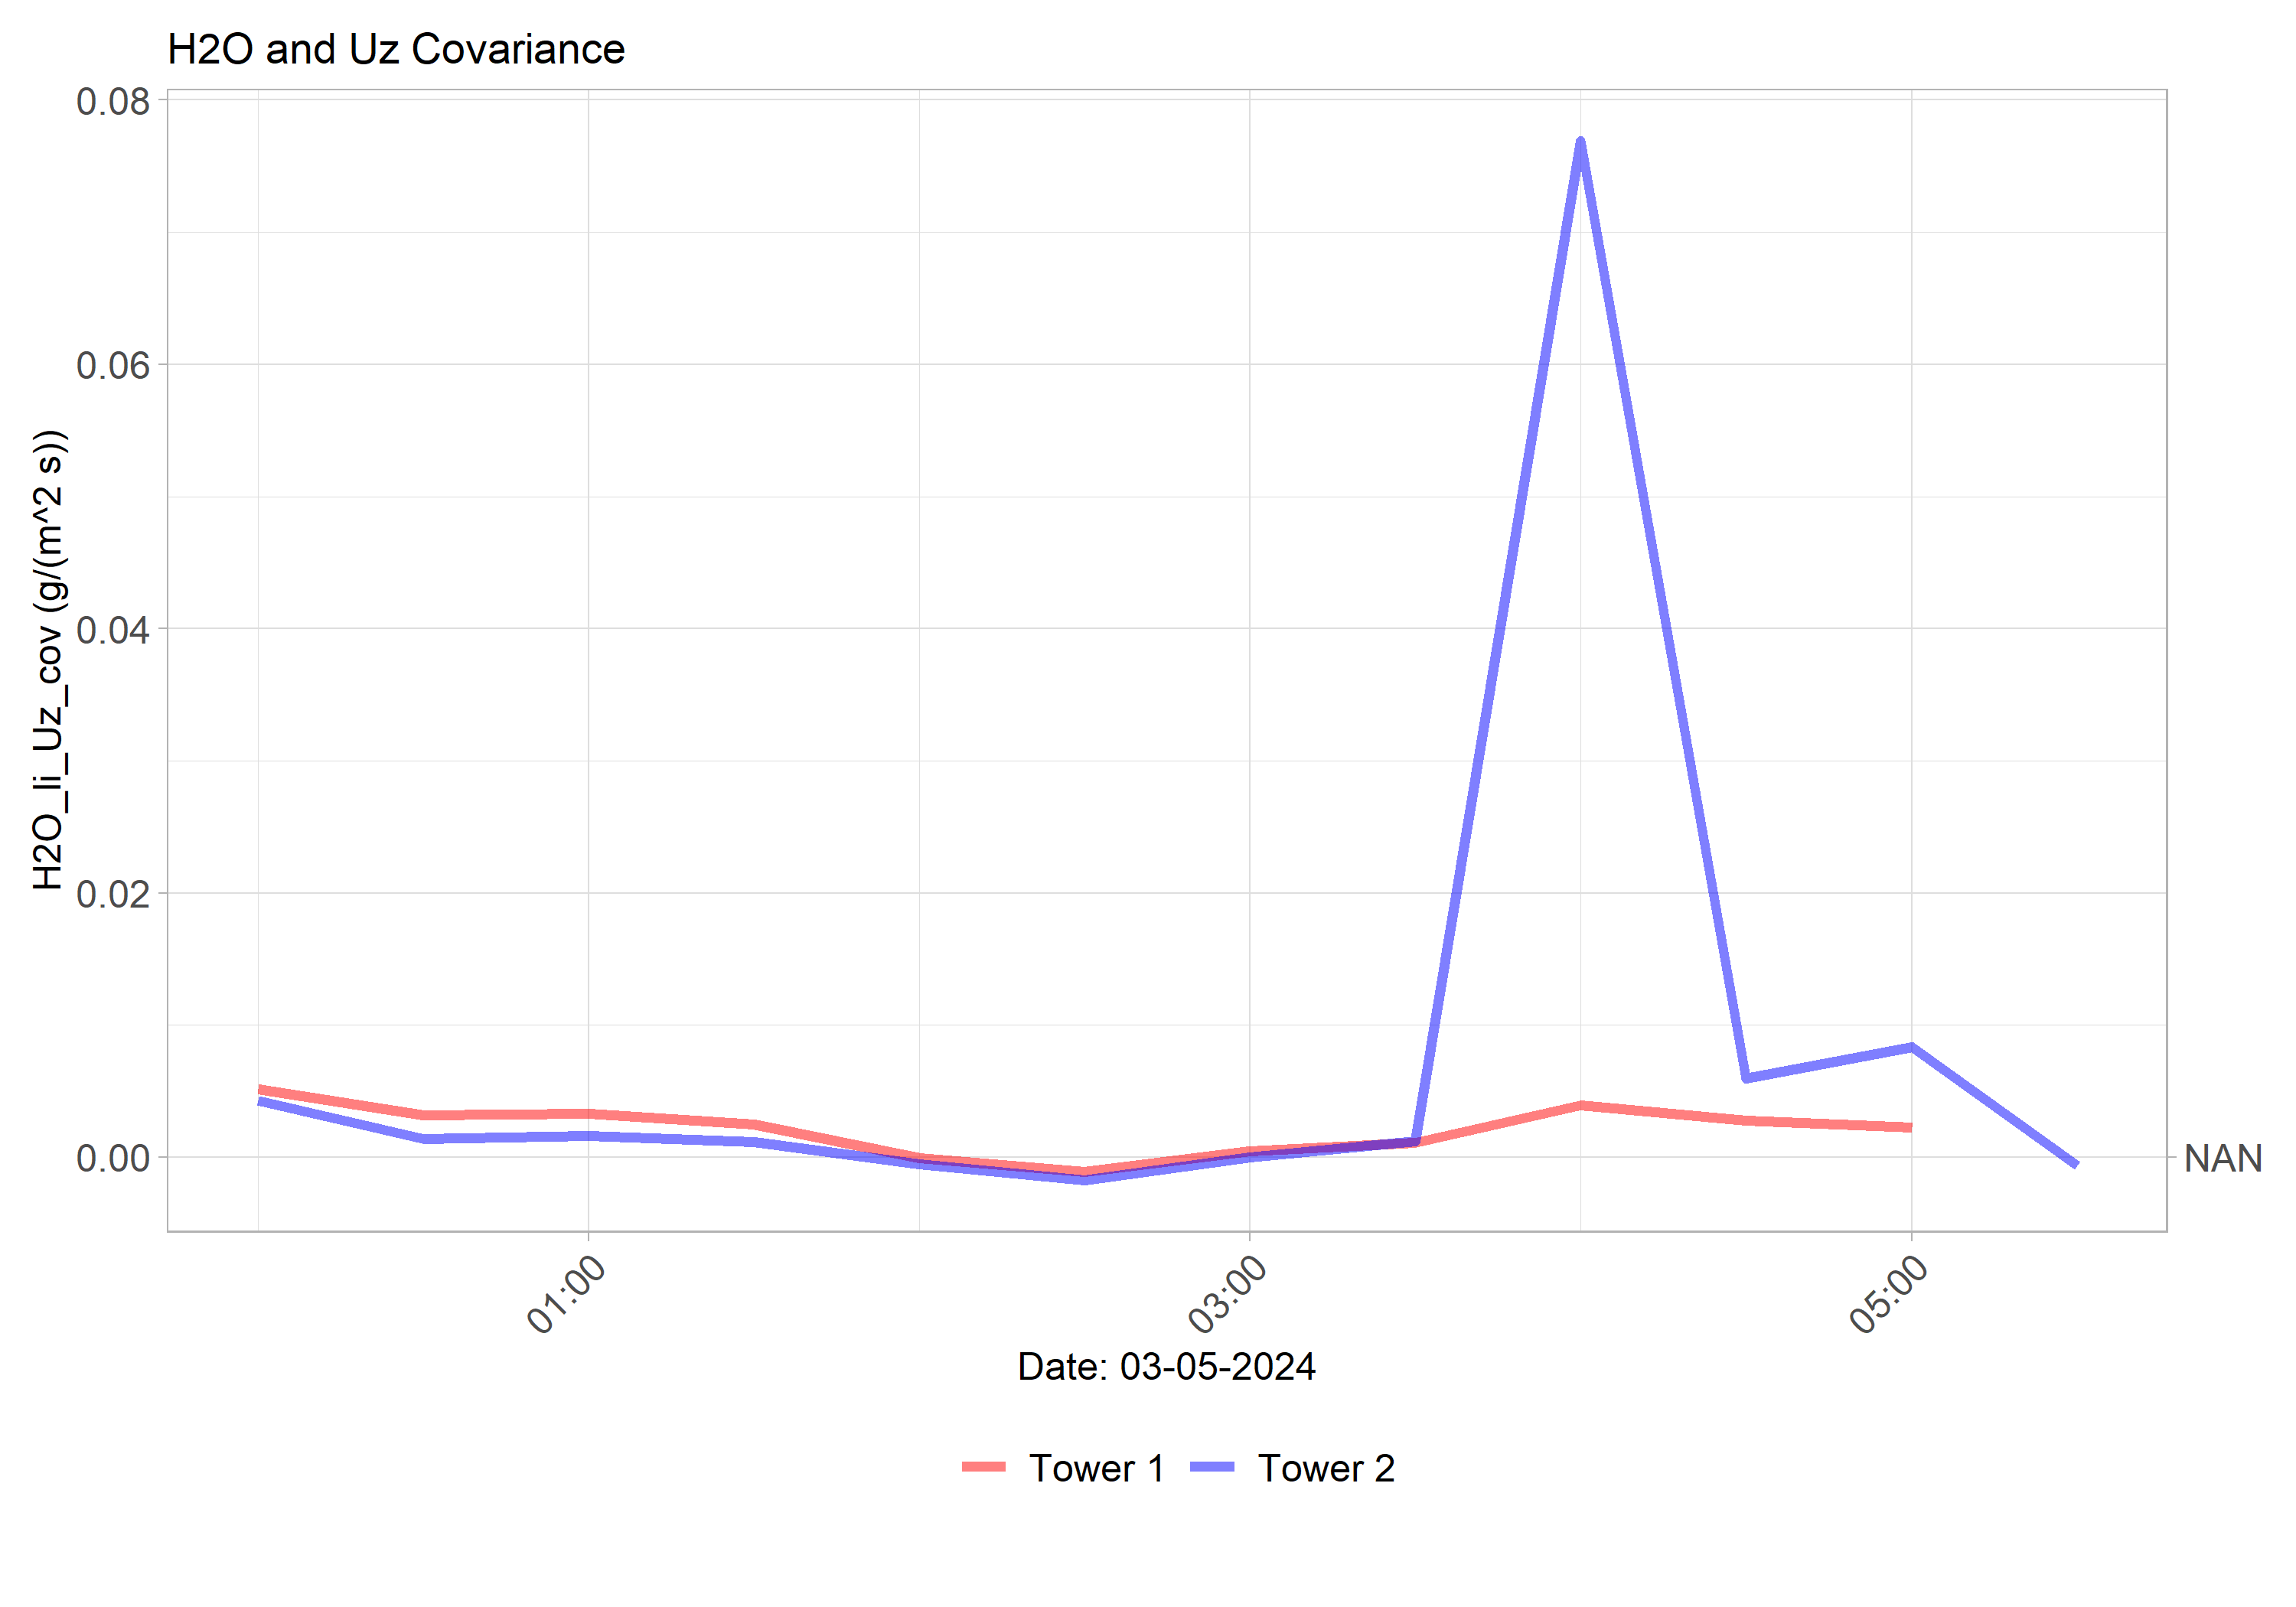 H2O and Uz Covariance
H2O_li_Uz_cov (g/(m^2 s))
0.08
0.06
0.04
0.02
0.00
NAN
01:00
03:00
05:00
Date: 03-05-2024
Tower 1
Tower 2